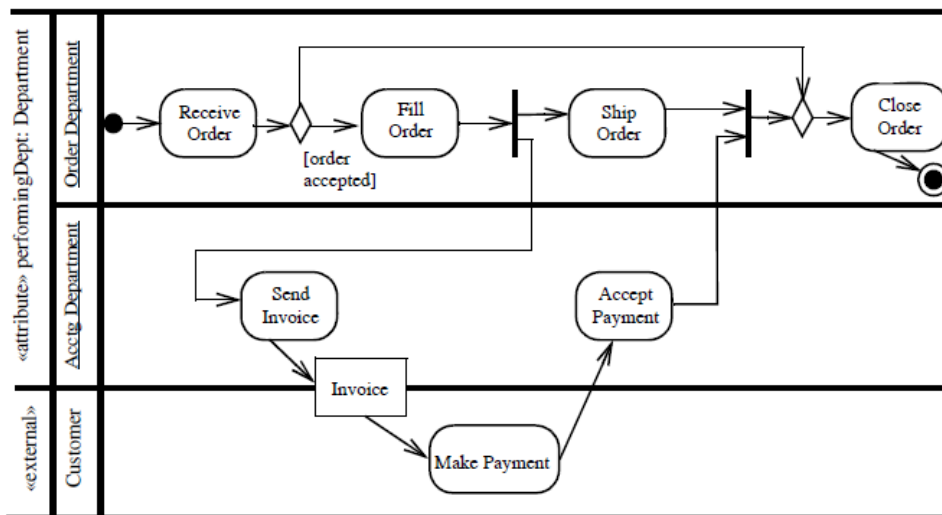 «attribute» performingDept: Department
Order Department
Receive
Order
[order
accepted]
Fill
Order
Ship
Order
Close
Order
Acctg Department
Send
Invoice
Accept
Payment
Invoice
«external»
Customer
Make Payment